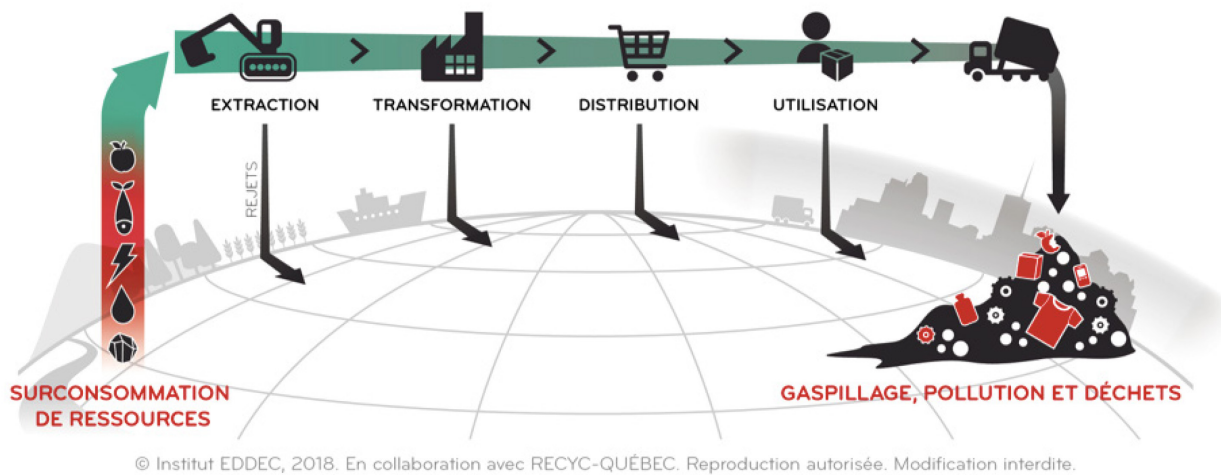 EXTRACTION
TRANSFORMATION
DISTRIBUTION
UTILISATION
REJETS
SURCONSOMMATION
DE RESSOURCES
GASPILLAGE, POLLUTION ET DÉCHETS
© Institut EDDEC, 2018. En collaboration avec RECYC-QUÉBEC. Reproduction autorisée. Modification interdite.